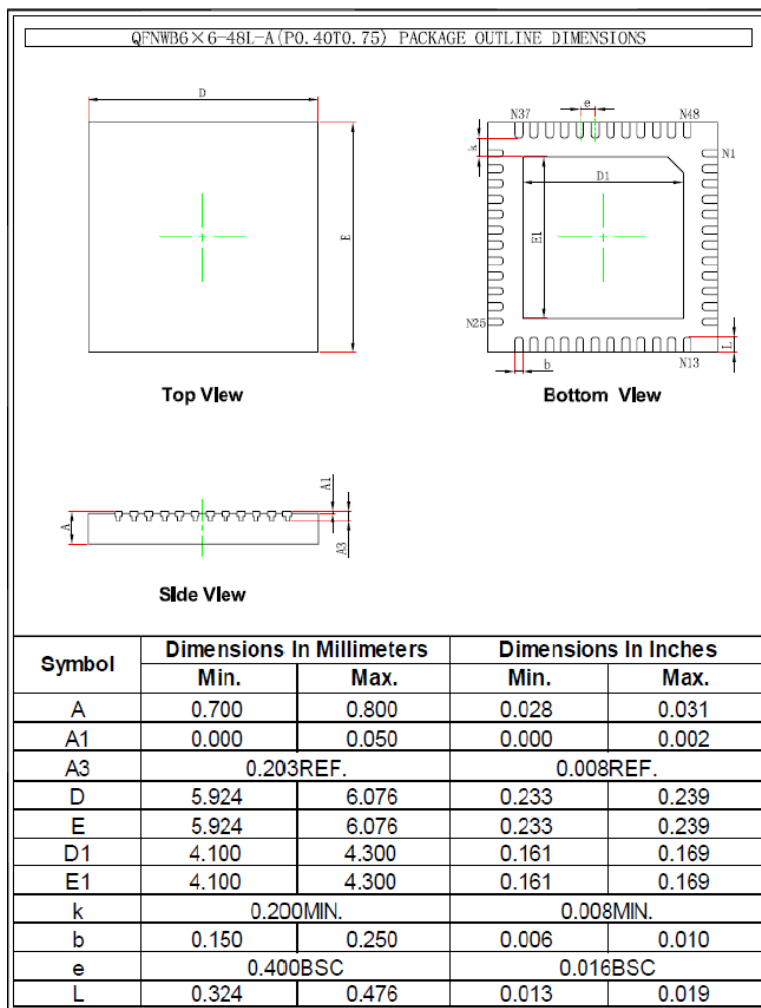 QFNWB6×6-48L-A(P0.40T0.75) PACKAGE OUTLINE DIMENSIONS
D
E
Top View
N37
e
N48
k
N1
D1
E1
N25
L
b
N13
Bottom View
A
A1
A3
Side View
Symbol Dimensions In Millimeters Dimensions In Inches
Min. Max. Min. Max.
A 0.700 0.800 0.028 0.031
A1 0.000 0.050 0.000 0.002
A3 0.203REF. 0.008REF.
D 5.924 6.076 0.233 0.239
E 5.924 6.076 0.233 0.239
D1 4.100 4.300 0.161 0.169
E1 4.100 4.300 0.161 0.169
k 0.200MIN. 0.008MIN.
b 0.150 0.250 0.006 0.010
e 0.400BSC 0.016BSC
L 0.324 0.476 0.013 0.019